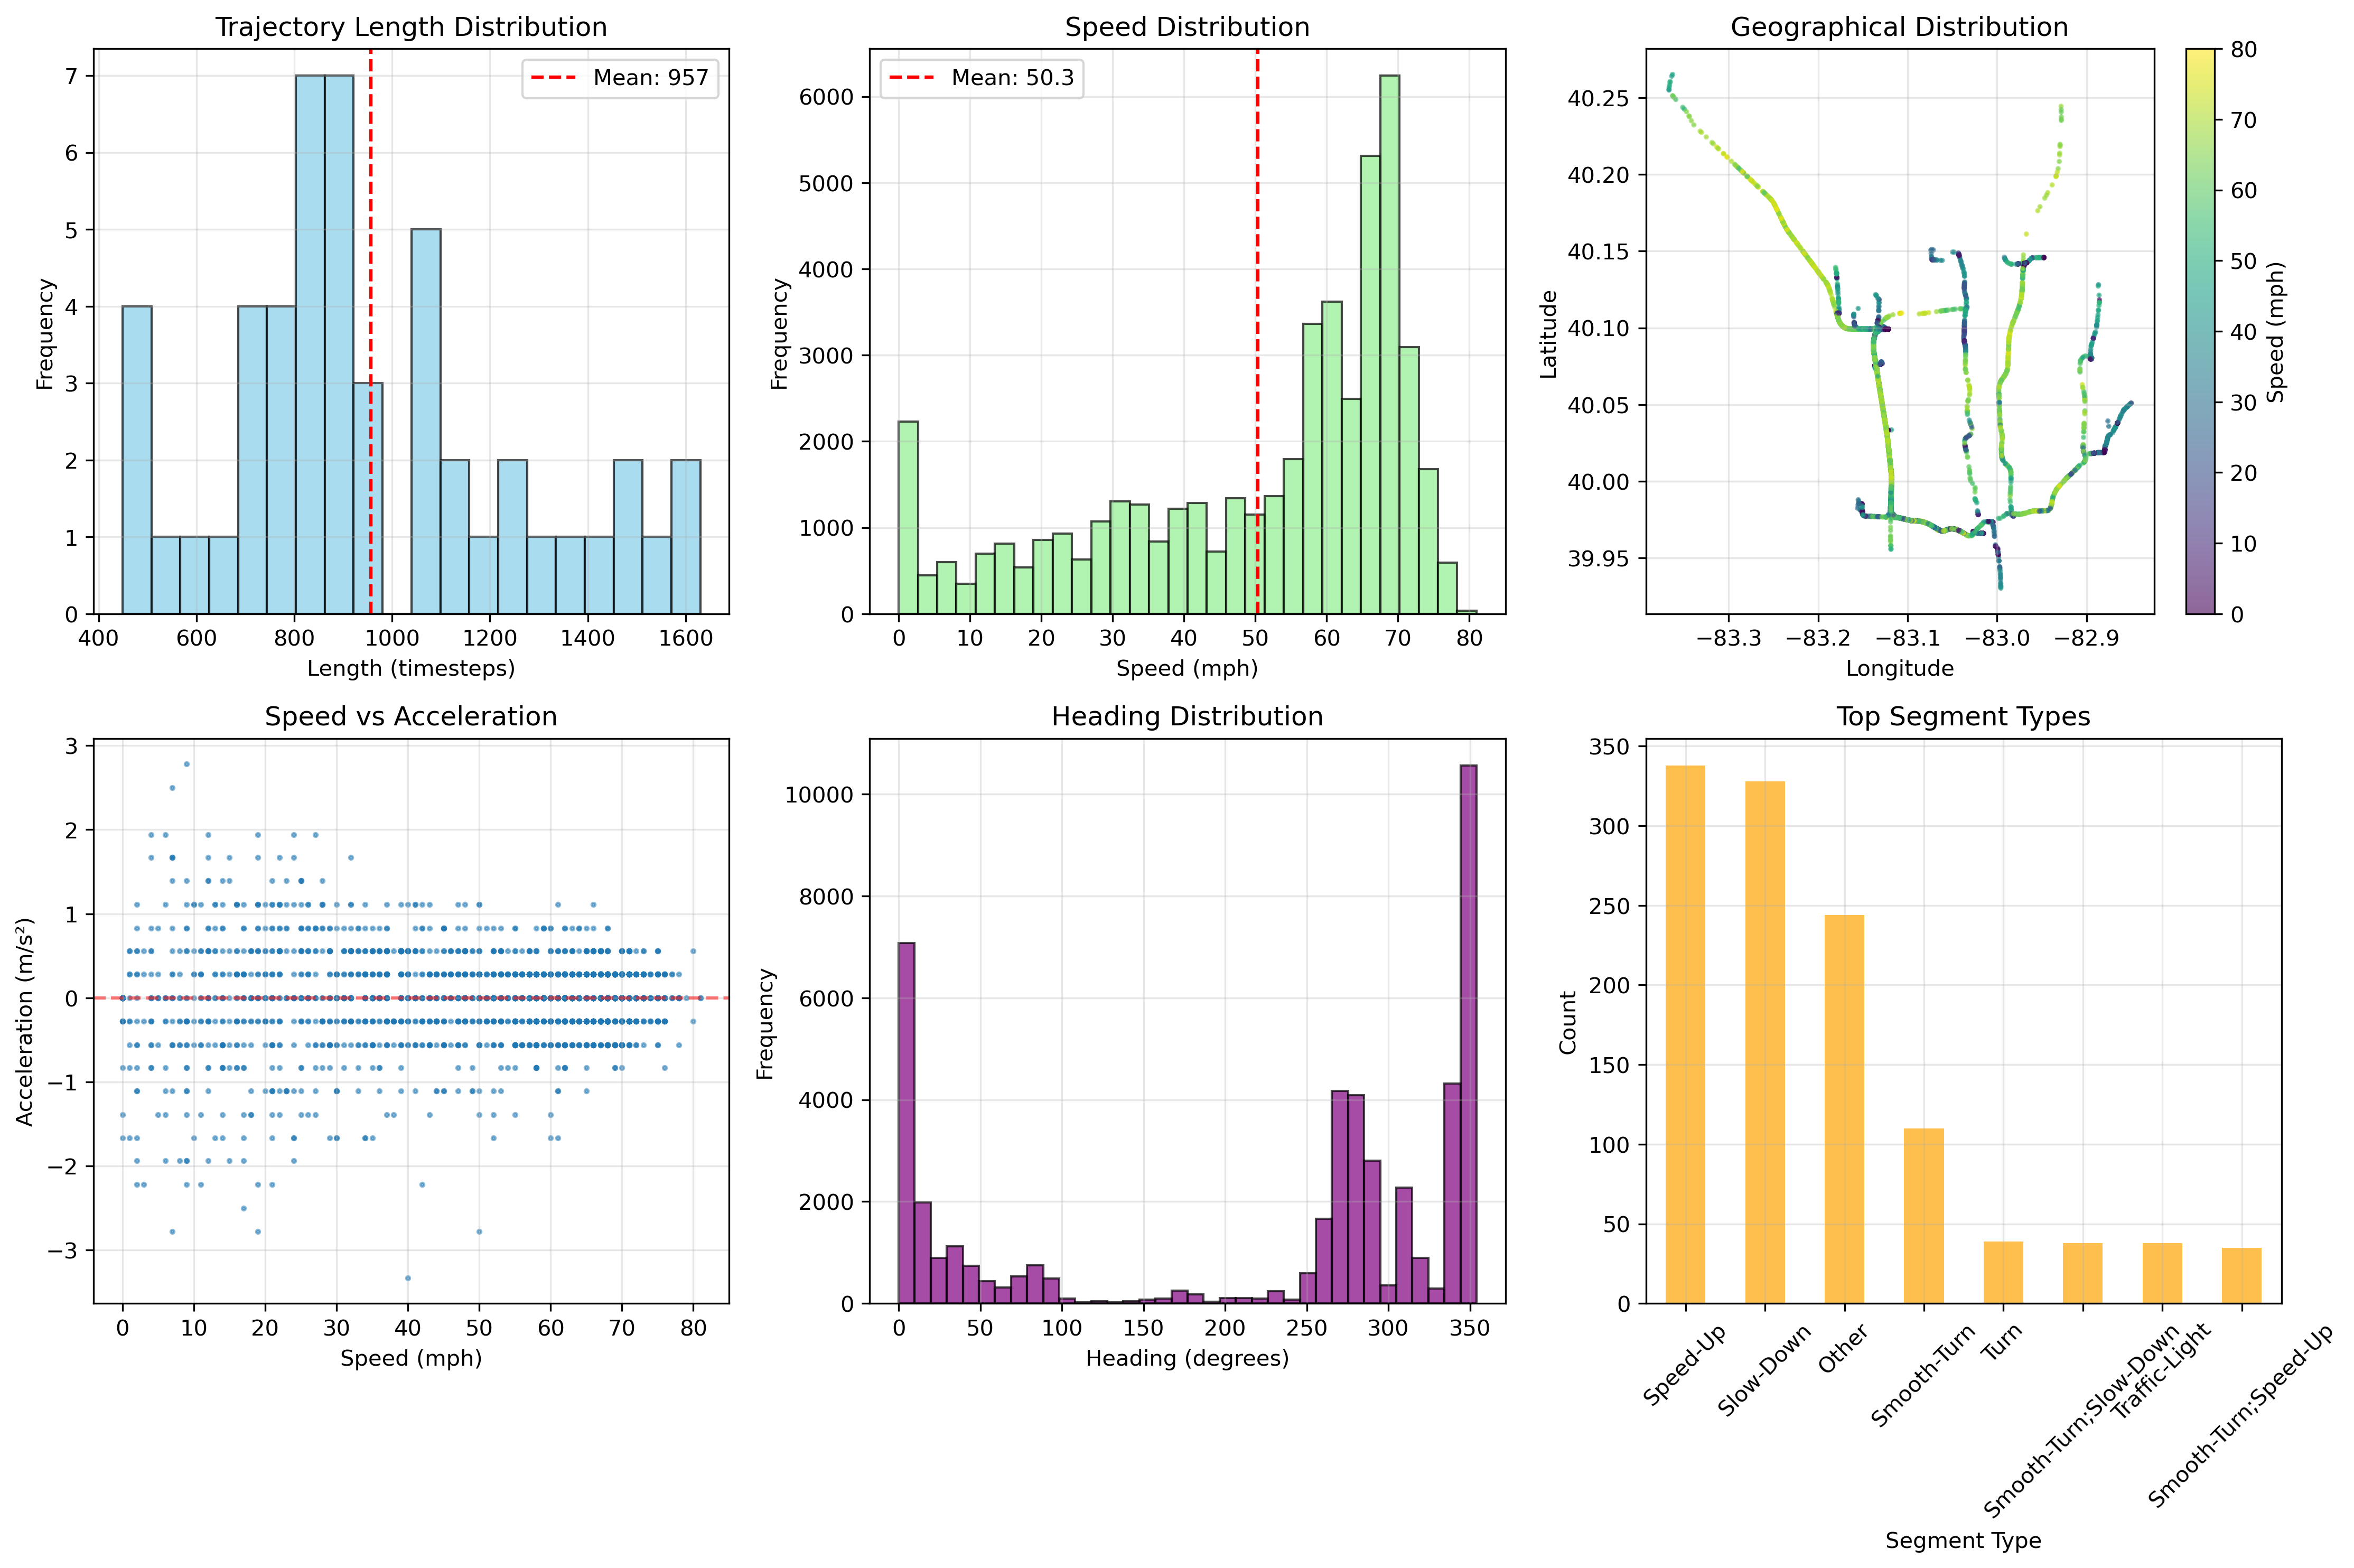 Trajectory Length Distribution
Mean: 957
Frequency
7
6
5
4
3
2
1
0
400 600 800 1000 1200 1400 1600
Length (timesteps)
Speed Distribution
Mean: 50.3
Frequency
6000
5000
4000
3000
2000
1000
0
0 10 20 30 40 50 60 70 80
Speed (mph)
Geographical Distribution
Latitude
40.25
40.20
40.15
40.10
40.05
40.00
39.95
−83.3 −83.2 −83.1 −83.0 −82.9
Longitude
80
70
60
50
40
30
20
10
0
Speed (mph)
Speed vs Acceleration
Acceleration (m/s²)
3
2
1
0
−1
−2
−3
0 10 20 30 40 50 60 70 80
Speed (mph)
Heading Distribution
Frequency
10000
8000
6000
4000
2000
0
0 50 100 150 200 250 300 350
Heading (degrees)
Top Segment Types
Count
350
300
250
200
150
100
50
0
Speed-Up
Slow-Down
Other
Smooth-Turn
Turn
Smooth-Turn;Slow-Down
Traffic-Light
Smooth-Turn;Speed-Up
Segment Type